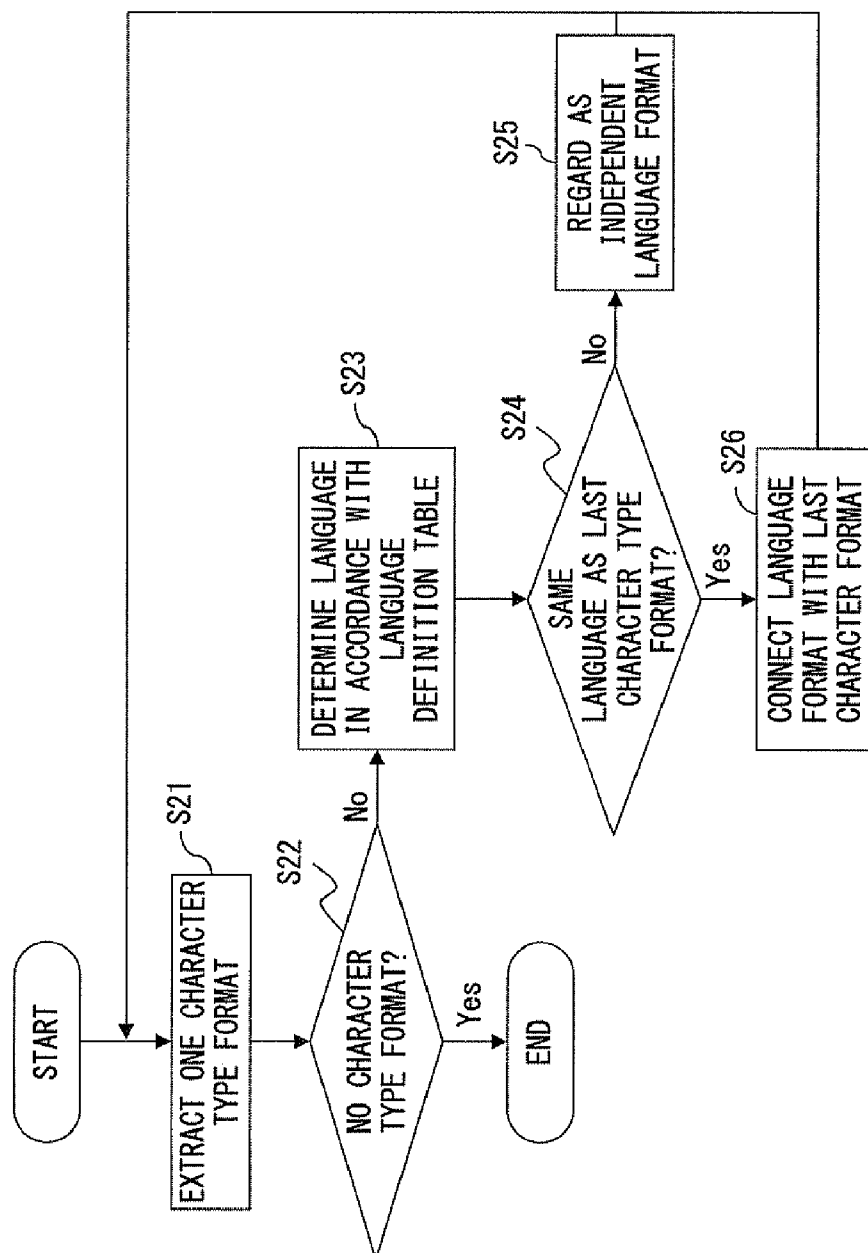 START
S21
EXTRACT ONE CHARACTER
TYPE FORMAT
S22
NO CHARACTER
TYPE FORMAT?
No
Yes
END
S23
DETERMINE LANGUAGE
IN ACCORDANCE WITH
LANGUAGE
DEFINITION TABLE
S24
SAME
LANGUAGE AS LAST
CHARACTER TYPE
FORMAT?
No
Yes
S25
REGARD AS
INDEPENDENT
LANGUAGE FORMAT
S26
CONNECT LANGUAGE
FORMAT WITH LAST
CHARACTER FORMAT